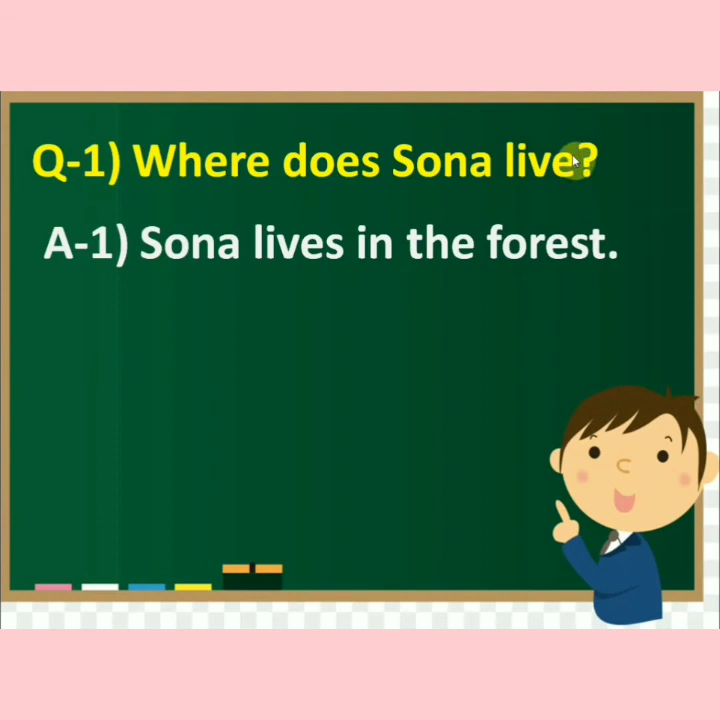 Q-1) Where does Sona live?
A-1) Sona lives in the forest.